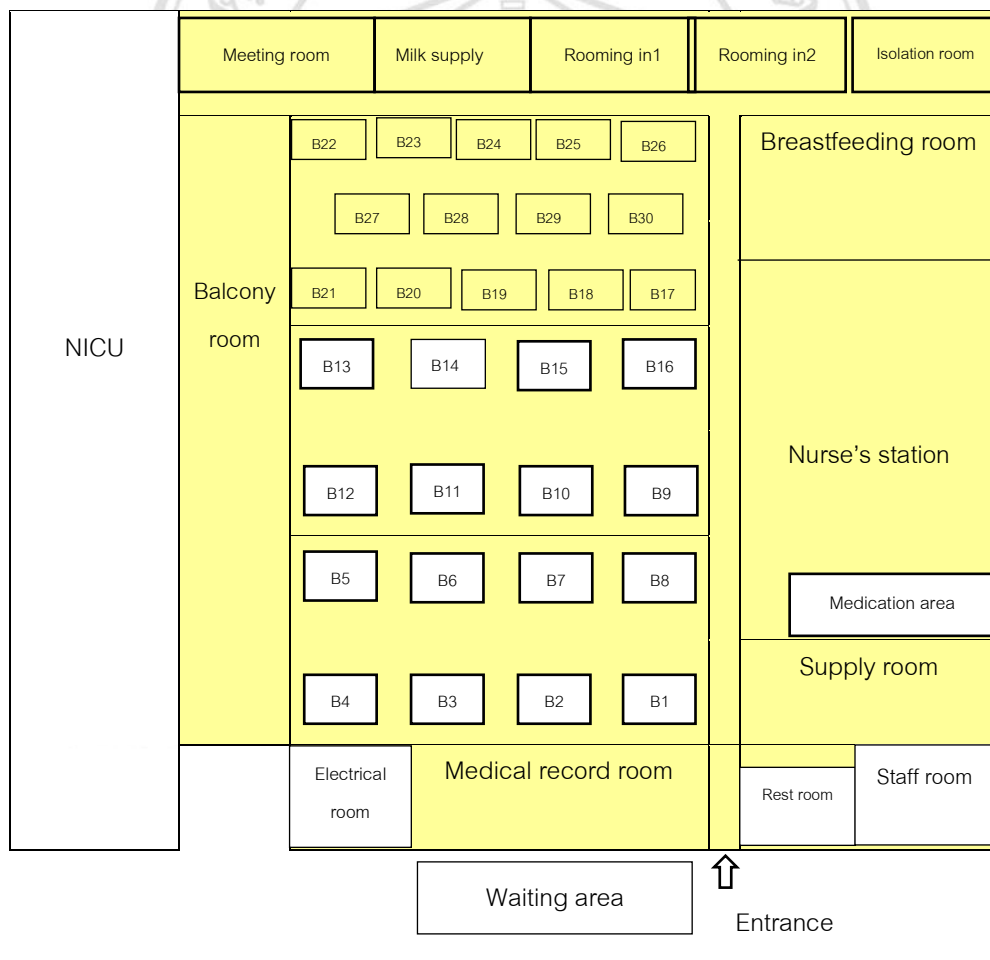 Meeting room
Milk supply
Rooming in1
Rooming in2
Isolation room
B22
B23
B24
B25
B26
Breastfeeding room
B27
B28
B29
B30
Balcony
room
B21
B20
B19
B18
B17
NICU
B13
B14
B15
B16
Nurse's station
B12
B11
B10
B9
B5
B6
B7
B8
Medication area
Supply room
B4
B3
B2
B1
Electrical
room
Medical record room
Rest room
Staff room
Waiting area
Entrance